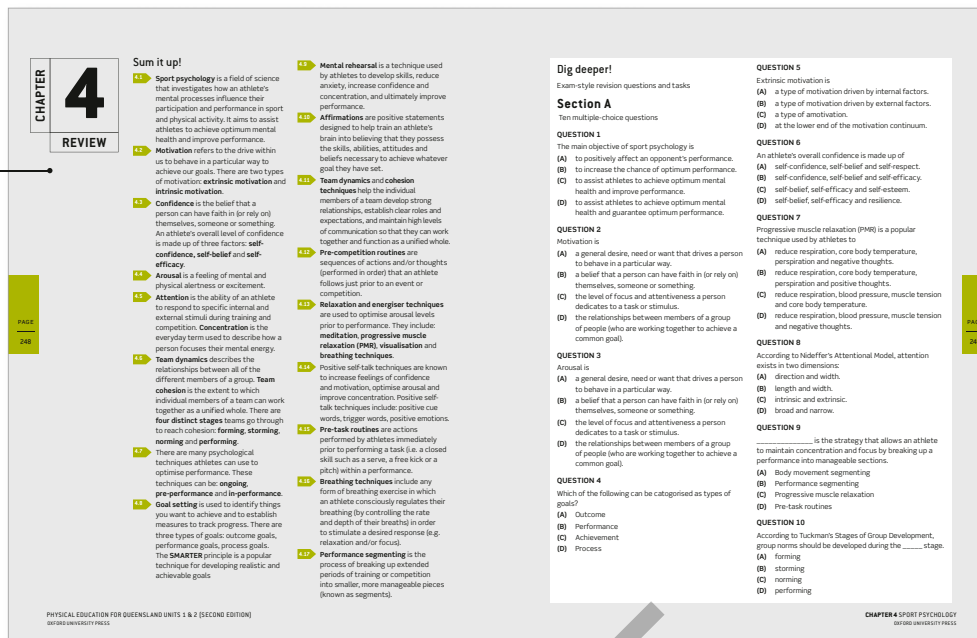 CHAPTER
4
REVIEW
Sum it up!
4.1 Sport psychology is a field of science
that investigates how an athlete's
mental processes influence their
participation and performance in sport
and physical activity. It aims to assist
athletes to achieve optimum mental
health and improve performance.
4.2 Motivation refers to the drive within
us to behave in a particular way to
achieve our goals. There are two types
of motivation: extrinsic motivation and
intrinsic motivation.
4.3 Confidence is the belief that a
person can have faith in (or rely on)
themselves, someone or something.
An athlete's overall level of confidence
is made up of three factors: self-
confidence, self-belief and self-
efficacy.
4.4 Arousal is a feeling of mental and
physical alertness or excitement.
4.5 Attention is the ability of an athlete
to respond to specific internal and
external stimuli during training and
competition. Concentration is the
everyday term used to describe how a
person focuses their mental energy.
4.6 Team dynamics describes the
relationships between all of the
different members of a group. Team
cohesion is the extent to which
individual members of a team can work
together as a unified whole. There are
four distinct stages teams go through
to reach cohesion: forming, storming,
norming and performing.
4.7 There are many psychological
techniques athletes can use to
optimise performance. These
techniques can be: ongoing,
pre-performance and in-performance.
4.8 Goal setting is used to identify things
you want to achieve and to establish
measures to track progress. There are
three types of goals: outcome goals,
performance goals, process goals.
The SMARTER principle is a popular
technique for developing realistic and
achievable goals
4.9 Mental rehearsal is a technique used
by athletes to develop skills, reduce
anxiety, increase confidence and
concentration, and ultimately improve
performance.
4.10 Affirmations are positive statements
designed to help train an athlete's
brain into believing that they possess
the skills, abilities, attitudes and
beliefs necessary to achieve whatever
goal they have set.
4.11 Team dynamics and cohesion
techniques help the individual
members of a team develop strong
relationships, establish clear roles and
expectations, and maintain high levels
of communication so that they can work
together and function as a unified whole.
4.12 Pre-competition routines are
sequences of actions and/or thoughts
(performed in order) that an athlete
follows just prior to an event or
competition.
4.13 Relaxation and energiser techniques
are used to optimise arousal levels
prior to performance. They include:
meditation, progressive muscle
relaxation (PMR), visualisation and
breathing techniques.
4.14 Positive self-talk techniques are known
to increase feelings of confidence
and motivation, optimise arousal and
improve concentration. Positive self-
talk techniques include: positive cue
words, trigger words, positive emotions.
4.15 Pre-task routines are actions
performed by athletes immediately
prior to performing a task (i.e. a closed
skill such as a serve, a free kick or a
pitch) within a performance.
4.16 Breathing techniques include any
form of breathing exercise in which
an athlete consciously regulates their
breathing (by controlling the rate
and depth of their breaths) in order
to stimulate a desired response (e.g.
relaxation and/or focus).
4.17 Performance segmenting is the
process of breaking up extended
periods of training or competition
into smaller, more manageable pieces
(known as segments).
PAGE
248
PHYSICAL EDUCATION FOR QUEENSLAND UNITS 1 & 2 (SECOND EDITION)
OXFORD UNIVERSITY PRESS
Dig deeper!
Exam-style revision questions and tasks
Section A
Ten multiple-choice questions
QUESTION 1
The main objective of sport psychology is
(A) to positively affect an opponent's performance.
(B) to increase the chance of optimum performance.
(C) to assist athletes to achieve optimum mental
health and improve performance.
(D) to assist athletes to achieve optimum mental
health and guarantee optimum performance.
QUESTION 2
Motivation is
(A) a general desire, need or want that drives a person
to behave in a particular way.
(B) a belief that a person can have faith in (or rely on)
themselves, someone or something.
(C) the level of focus and attentiveness a person
dedicates to a task or stimulus.
(D) the relationships between members of a group
of people (who are working together to achieve a
common goal).
QUESTION 3
Arousal is
(A) a general desire, need or want that drives a person
to behave in a particular way.
(B) a belief that a person can have faith in (or rely on)
themselves, someone or something.
(C) the level of focus and attentiveness a person
dedicates to a task or stimulus.
(D) the relationships between members of a group
of people (who are working together to achieve a
common goal).
QUESTION 4
Which of the following can be catogorised as types of
goals?
(A) Outcome
(B) Performance
(C) Achievement
(D) Process
QUESTION 5
Extrinsic motivation is
(A) a type of motivation driven by internal factors.
(B) a type of motivation driven by external factors.
(C) a type of amotivation.
(D) at the lower end of the motivation continuum.
QUESTION 6
An athlete's overall confidence is made up of
(A) self-confidence, self-belief and self-respect.
(B) self-confidence, self-belief and self-efficacy.
(C) self-belief, self-efficacy and self-esteem.
(D) self-belief, self-efficacy and resilience.
QUESTION 7
Progressive muscle relaxation (PMR) is a popular
technique used by athletes to
(A) reduce respiration, core body temperature,
perspiration and negative thoughts.
(B) reduce respiration, core body temperature,
perspiration and positive thoughts.
(C) reduce respiration, blood pressure, muscle tension
and core body temperature.
(D) reduce respiration, blood pressure, muscle tension
and negative thoughts.
QUESTION 8
According to Nideffer's Attentional Model, attention
exists in two dimensions:
(A) direction and width.
(B) length and width.
(C) intrinsic and extrinsic.
(D) broad and narrow.
QUESTION 9
______________ is the strategy that allows an athlete
to maintain concentration and focus by breaking up a
performance into manageable sections.
(A) Body movement segmenting
(B) Performance segmenting
(C) Progressive muscle relaxation
(D) Pre-task routines
QUESTION 10
According to Tuckman's Stages of Group Development,
group norms should be developed during the _____ stage.
(A) forming
(B) storming
(C) norming
(D) performing
CHAPTER 4 SPORT PSYCHOLOGY
OXFORD UNIVERSITY PRESS